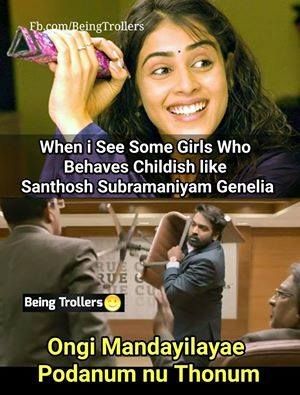 Fb.com/BeingTrollers
When i See Some Girls Who
Behaves Childish like
Santhosh Subramaniyam Genelia
Being Trollers
Ongi Mandayilayae
Podanum nu Thonum